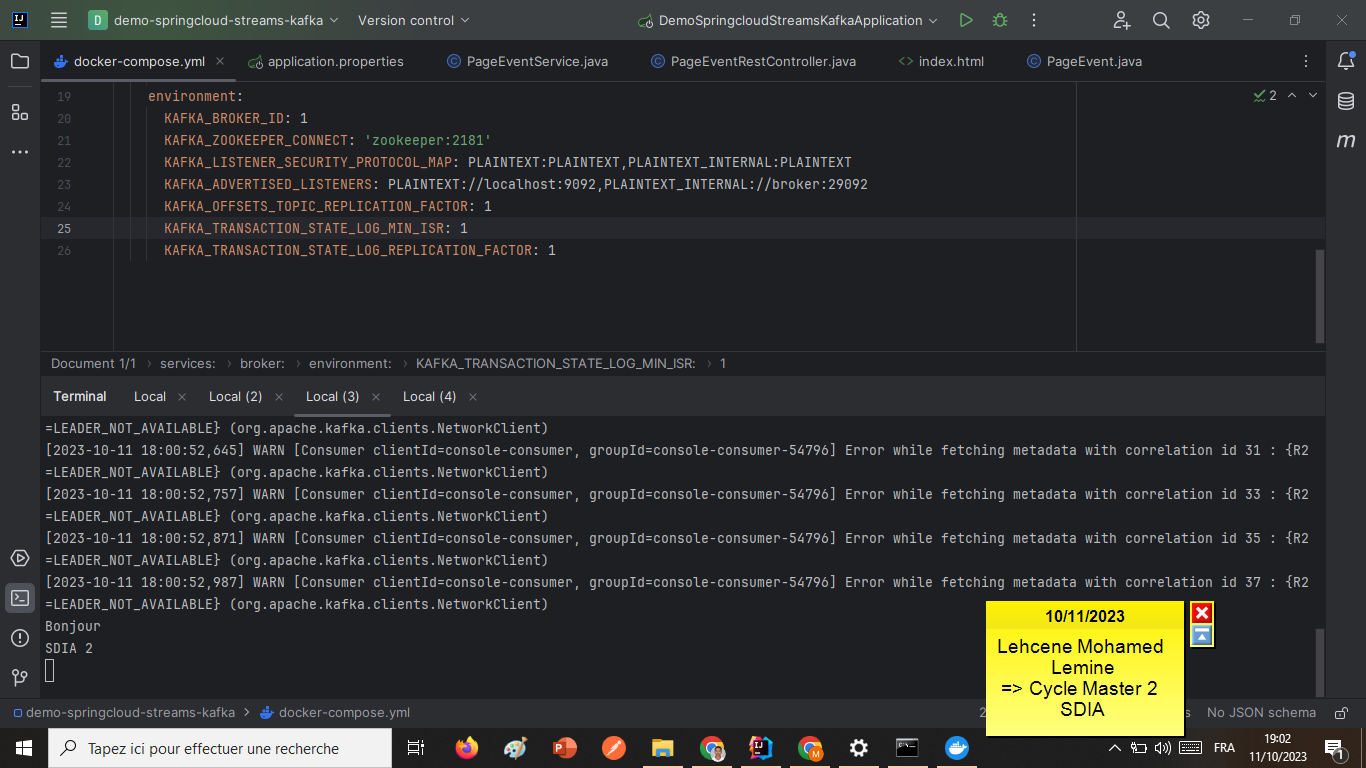 D demo-springcloud-streams-kafka Version control DemoSpringcloudStreamsKafkaApplication
docker-compose.yml application.properties PageEventService.java PageEventRestController.java index.html PageEvent.java
19 environment: 2
20 KAFKA_BROKER_ID: 1
21 KAFKA_ZOOKEEPER_CONNECT: 'zookeeper:2181'
22 KAFKA_LISTENER_SECURITY_PROTOCOL_MAP: PLAINTEXT:PLAINTEXT,PLAINTEXT_INTERNAL:PLAINTEXT
23 KAFKA_ADVERTISED_LISTENERS: PLAINTEXT://localhost:9092,PLAINTEXT_INTERNAL://broker:29092
24 KAFKA_OFFSETS_TOPIC_REPLICATION_FACTOR: 1
25 KAFKA_TRANSACTION_STATE_LOG_MIN_ISR: 1
26 KAFKA_TRANSACTION_STATE_LOG_REPLICATION_FACTOR: 1
Document 1/1 › services: › broker: › environment: › KAFKA_TRANSACTION_STATE_LOG_MIN_ISR: › 1
Terminal Local Local (2) Local (3) Local (4)
=LEADER_NOT_AVAILABLE} (org.apache.kafka.clients.NetworkClient)
[2023-10-11 18:00:52,645] WARN [Consumer clientId=console-consumer, groupId=console-consumer-54796] Error while fetching metadata with correlation id 31 : {R2
=LEADER_NOT_AVAILABLE} (org.apache.kafka.clients.NetworkClient)
[2023-10-11 18:00:52,757] WARN [Consumer clientId=console-consumer, groupId=console-consumer-54796] Error while fetching metadata with correlation id 33 : {R2
=LEADER_NOT_AVAILABLE} (org.apache.kafka.clients.NetworkClient)
[2023-10-11 18:00:52,871] WARN [Consumer clientId=console-consumer, groupId=console-consumer-54796] Error while fetching metadata with correlation id 35 : {R2
=LEADER_NOT_AVAILABLE} (org.apache.kafka.clients.NetworkClient)
[2023-10-11 18:00:52,987] WARN [Consumer clientId=console-consumer, groupId=console-consumer-54796] Error while fetching metadata with correlation id 37 : {R2
=LEADER_NOT_AVAILABLE} (org.apache.kafka.clients.NetworkClient)
Bonjour
SDIA 2
10/11/2023
Lehcene Mohamed
Lemine
=> Cycle Master 2
SDIA
demo-springcloud-streams-kafka › docker-compose.yml No JSON schema
Tapez ici pour effectuer une recherche
FRA
19:02
11/10/2023